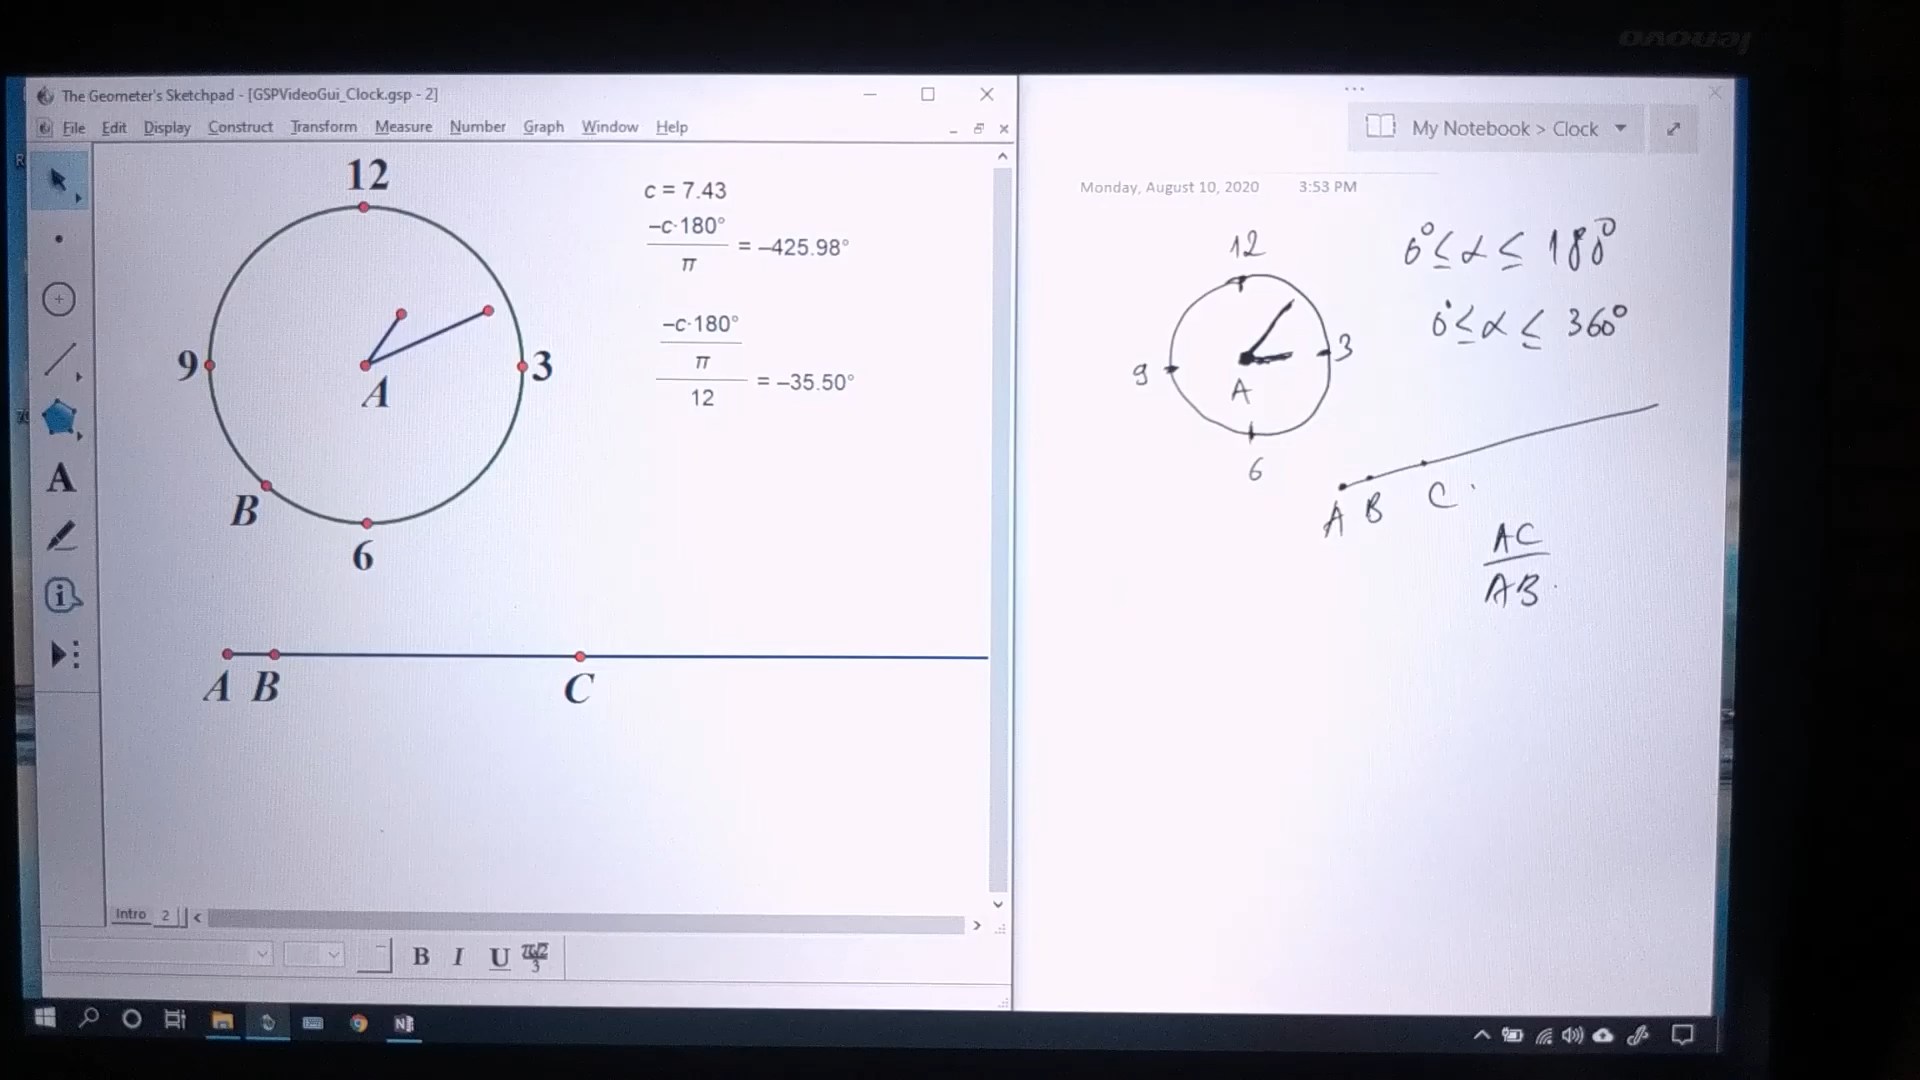 lenovo
The Geometer's Sketchpad - [GSPVideoGui_Clock.gsp - 2]
File Edit Display Construct Transform Measure Number Graph Window Help
12
9
3
A
B
6
c = 7.43
−c·180°
π
= −425.98°
−c·180°
π
12
= −35.50°
A B C
Intro 2
B I U
My Notebook > Clock
Monday, August 10, 2020 3:53 PM
12
9
3
A
6
0° ≤ α ≤ 180°
0° ≤ α ≤ 360°
A B C
AC
AB